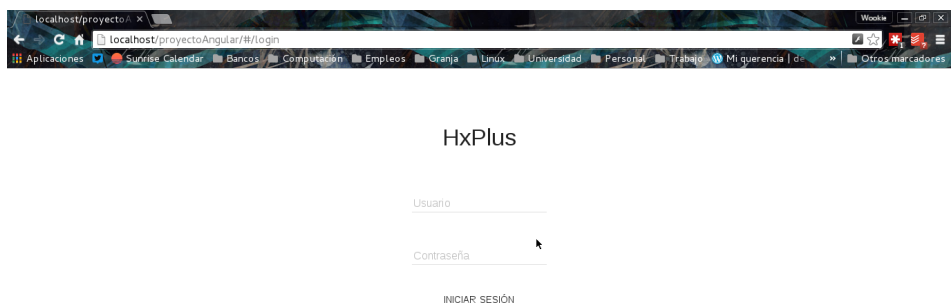 localhost/proyectoA
Wookie
localhost/proyectoAngular/#/login
Aplicaciones Sunrise Calendar Bancos Computación Empleos Granja Linux Universidad Personal Trabajo Mi querencia | de » Otros marcadores
HxPlus
Usuario
Contraseña
INICIAR SESIÓN